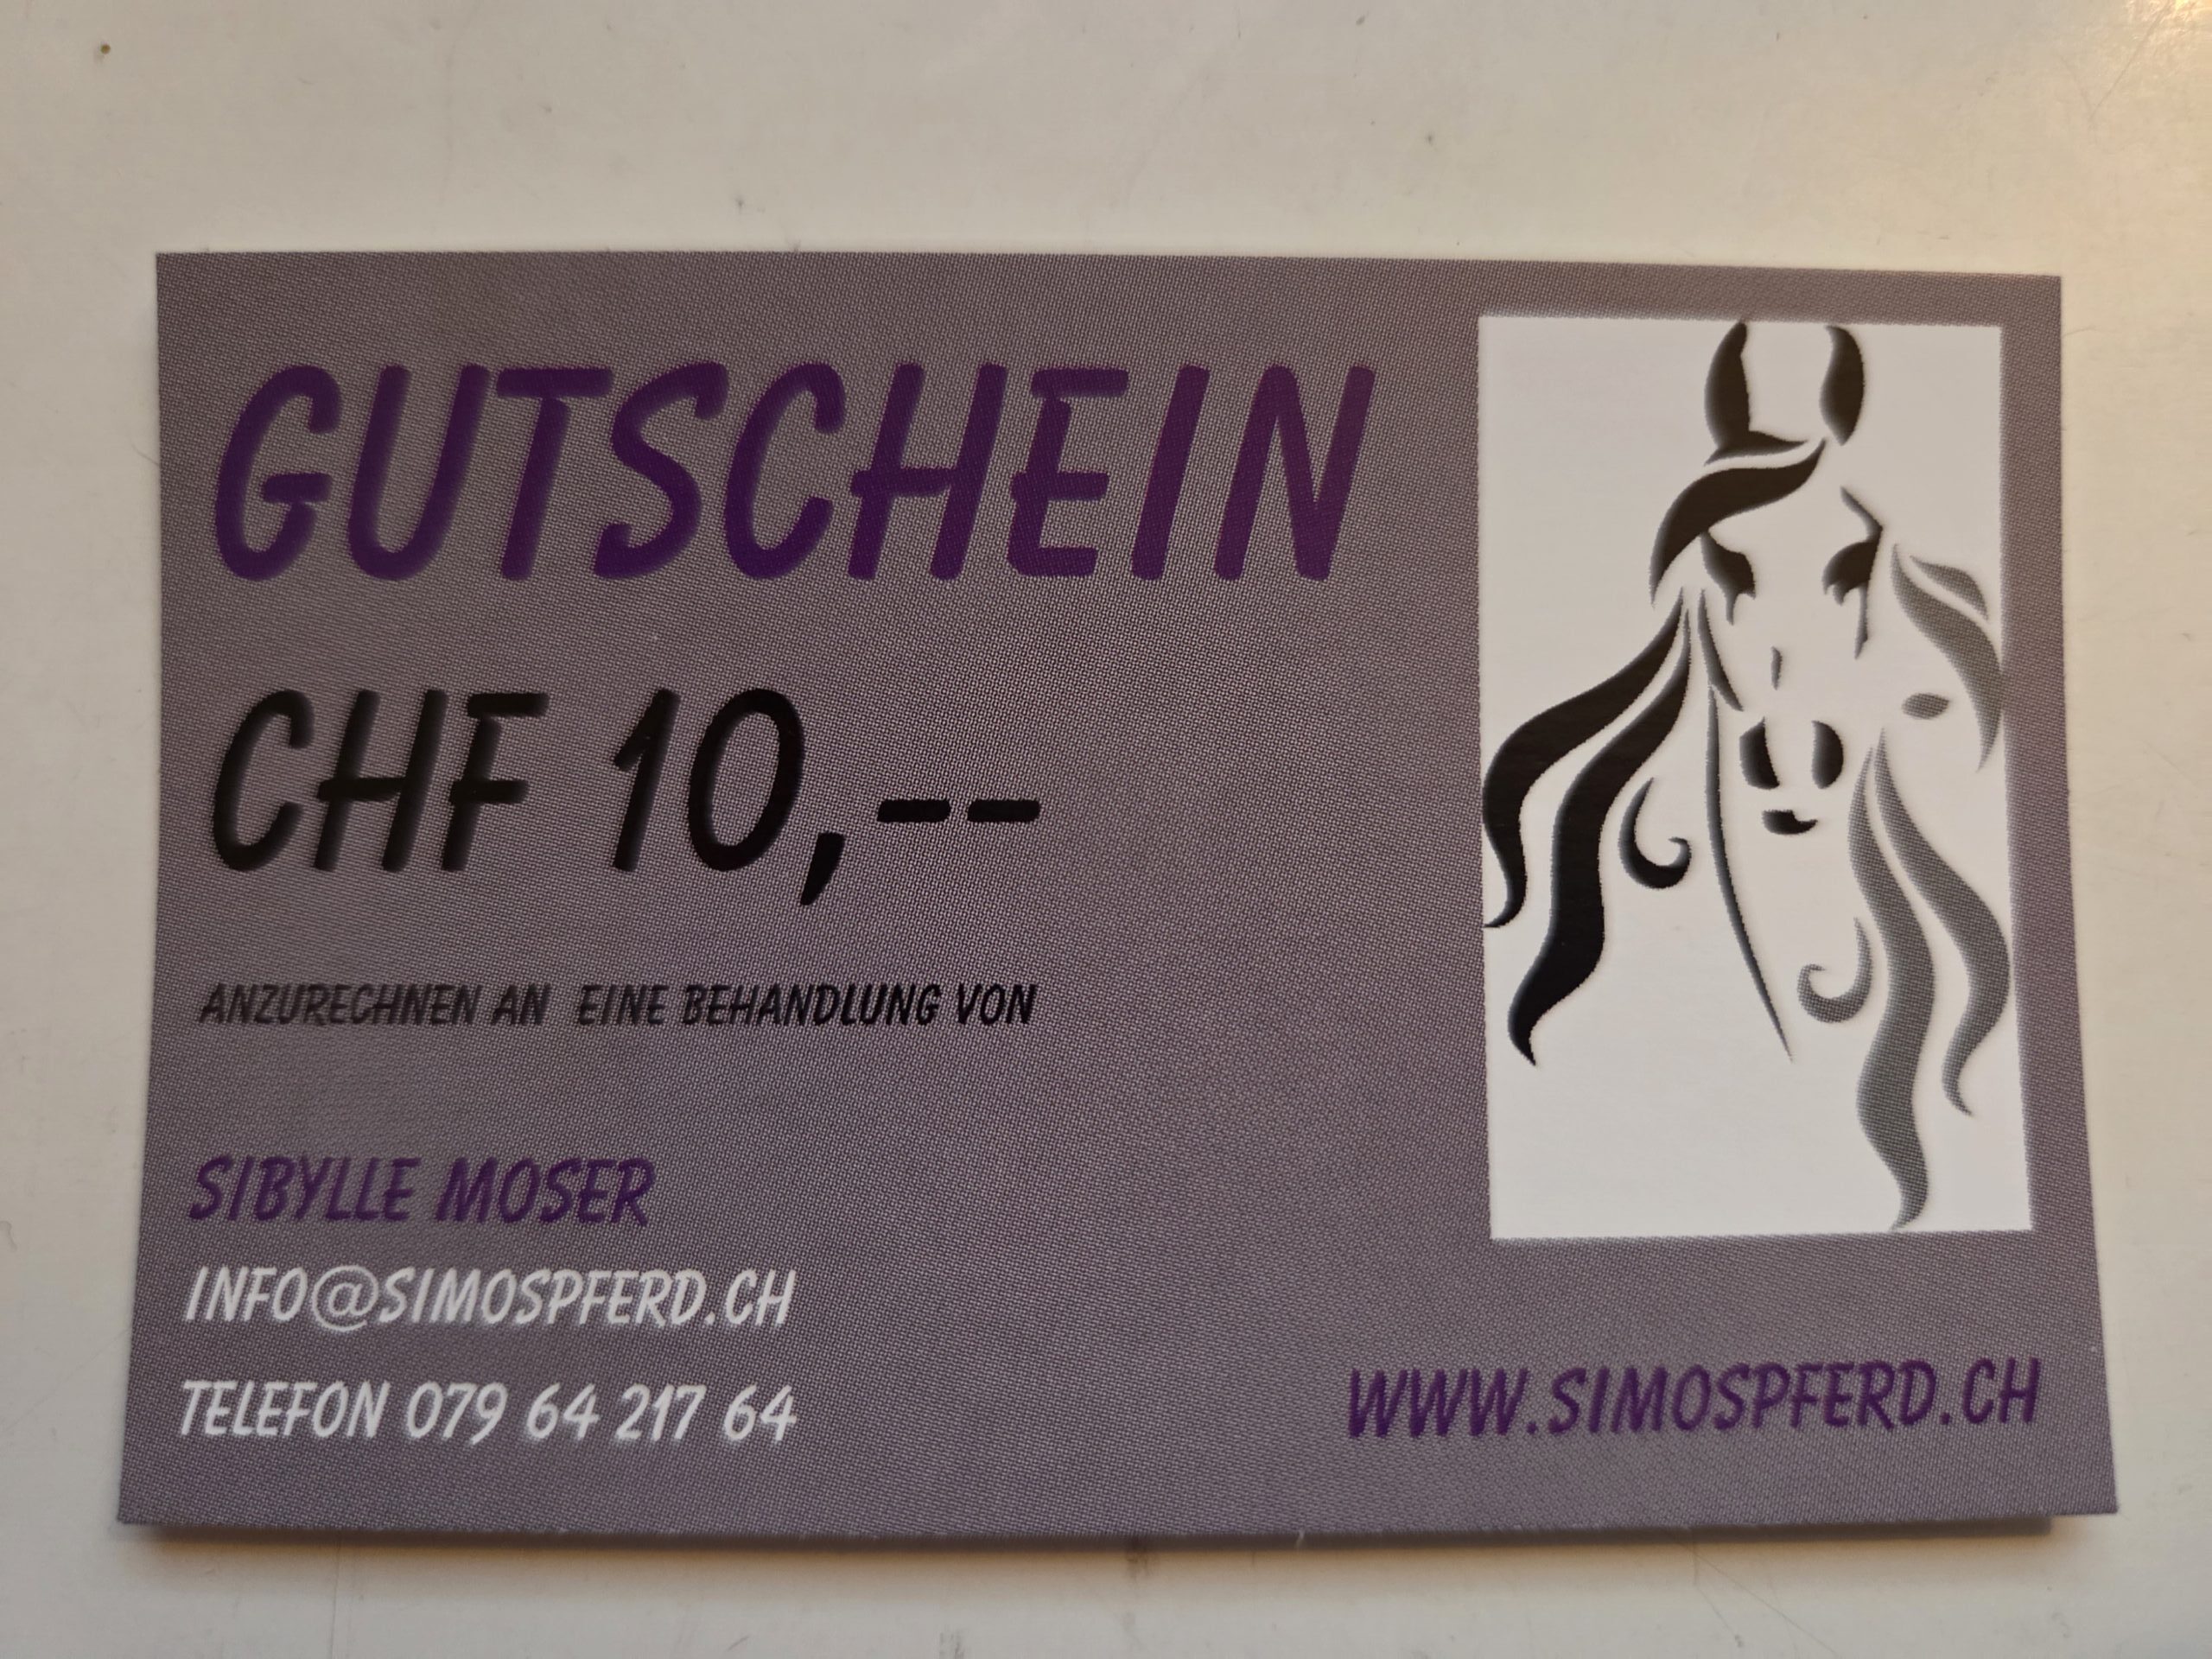 GUTSCHEIN
CHF 10,--
ANZURECHNEN AN EINE BEHANDLUNG VON
SIBYLLE MOSER
INFO@SIMOSPFERD.CH
TELEFON 079 64 217 64
WWW.SIMOSPFERD.CH